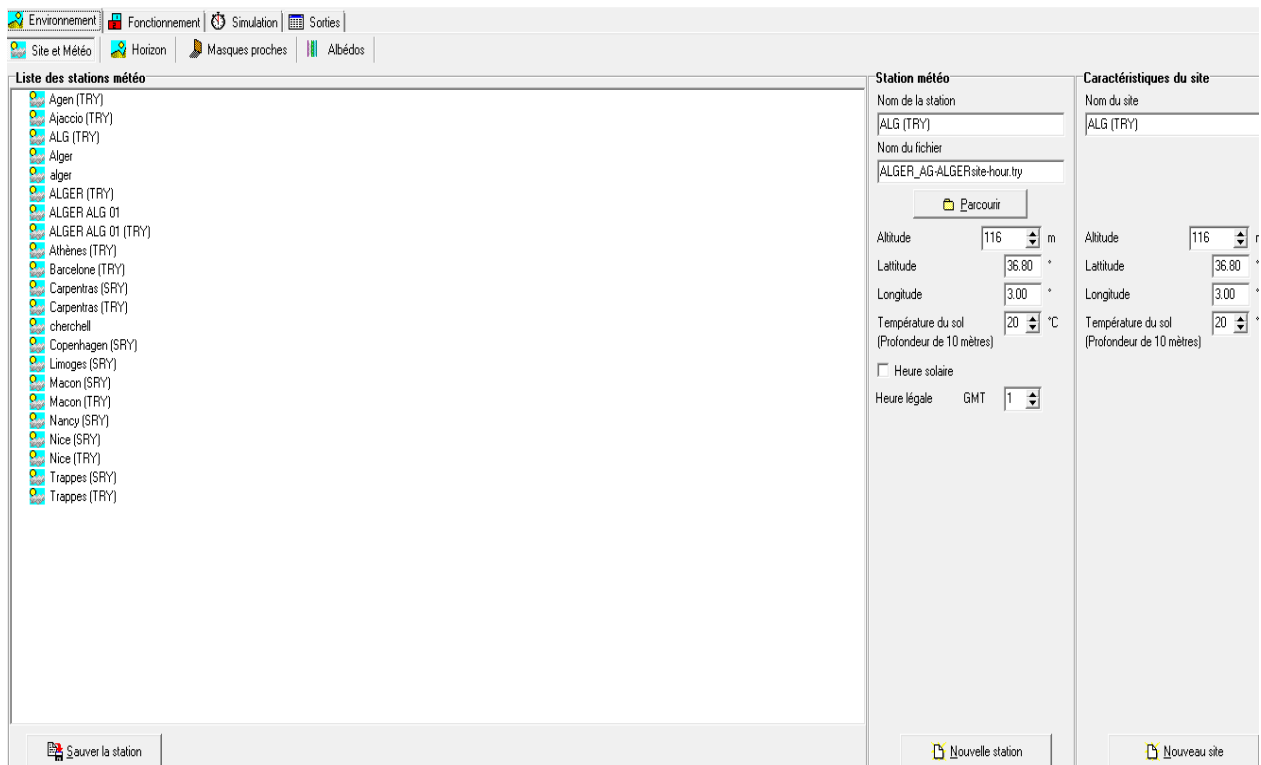 Environnement Fonctionnement Simulation Sorties
Site et Météo Horizon Masques proches Albédos
Liste des stations météo
Agen (TRY)
Ajaccio (TRY)
ALG (TRY)
Alger
alger
ALGER (TRY)
ALGER ALG 01
ALGER ALG 01 (TRY)
Athènes (TRY)
Barcelone (TRY)
Carpentras (SRY)
Carpentras (TRY)
cherchell
Copenhagen (SRY)
Limoges (SRY)
Macon (SRY)
Macon (TRY)
Nancy (SRY)
Nice (SRY)
Nice (TRY)
Trappes (SRY)
Trappes (TRY)
Sauver la station
Station météo
Nom de la station
ALG (TRY)
Nom du fichier
ALGER_AG-ALGERsite-hour.try
Parcourir
Altitude 116 m
Lattitude 36.80 °
Longitude 3.00 °
Température du sol 20 °C
(Profondeur de 10 mètres)
Heure solaire
Heure légale GMT 1
Nouvelle station
Caractéristiques du site
Nom du site
ALG (TRY)
Altitude 116
Lattitude 36.80 °
Longitude 3.00 °
Température du sol 20 °
(Profondeur de 10 mètres)
Nouveau site